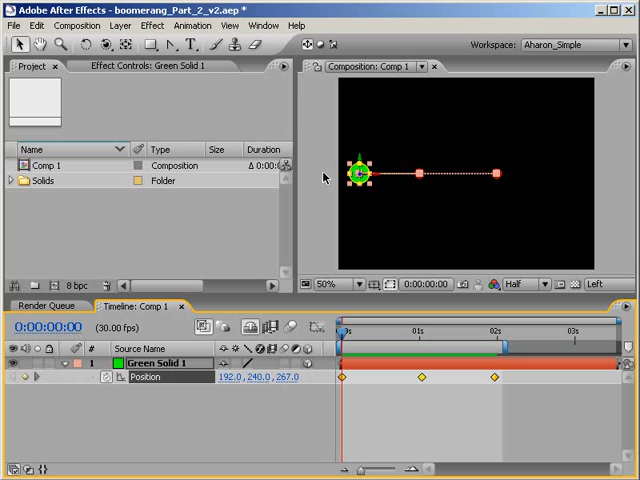 Adobe After Effects - boomerang_Part_2_v2.aep *
File Edit Composition Layer Effect Animation View Window Help
Workspace: Aharon_Simple
Project × Effect Controls: Green Solid 1
Composition: Comp 1 ×
Name Type Size Duration
Comp 1 Composition Δ 0:00:0
Solids Folder
8 bpc
50% 0:00:00:00 Half Left
Render Queue Timeline: Comp 1 ×
0:00:00:00 (30.00 fps)
01s 02s 03s
# Source Name
1 Green Solid 1
Position 192.0, 240.0, 267.0